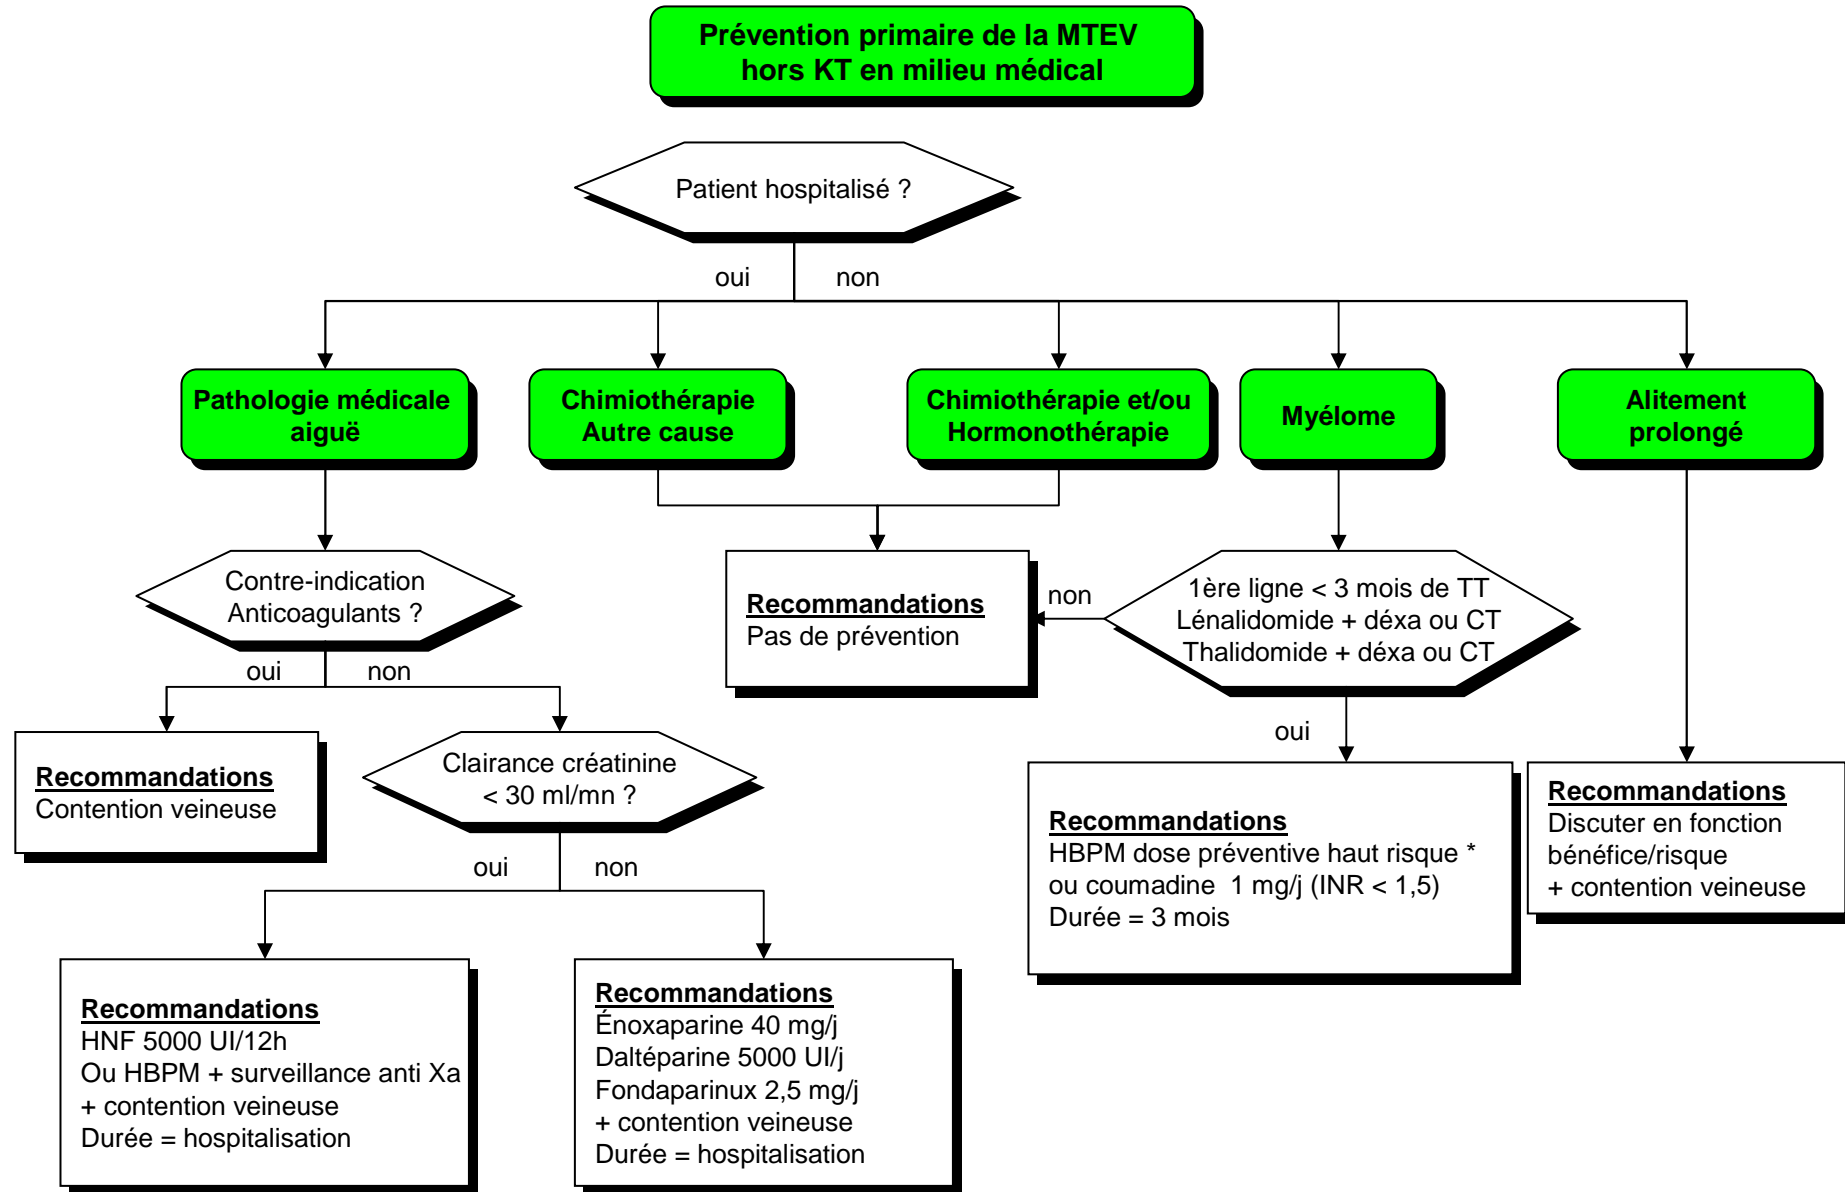 Prévention primaire de la MTEV
hors KT en milieu médical
Patient hospitalisé ?
oui
non
Pathologie médicale
aiguë
Chimiothérapie
Autre cause
Chimiothérapie et/ou
Hormonothérapie
Myélome
Alitement
prolongé
Contre-indication
Anticoagulants ?
Recommandations
Pas de prévention
non
1ère ligne < 3 mois de TT
Lénalidomide + déxa ou CT
Thalidomide + déxa ou CT
oui
non
oui
Recommandations
Contention veineuse
Clairance créatinine
< 30 ml/mn ?
Recommandations
HBPM dose préventive haut risque *
ou coumadine 1 mg/j (INR < 1,5)
Durée = 3 mois
Recommandations
Discuter en fonction
bénéfice/risque
+ contention veineuse
oui
non
Recommandations
HNF 5000 UI/12h
Ou HBPM + surveillance anti Xa
+ contention veineuse
Durée = hospitalisation
Recommandations
Énoxaparine 40 mg/j
Daltéparine 5000 UI/j
Fondaparinux 2,5 mg/j
+ contention veineuse
Durée = hospitalisation